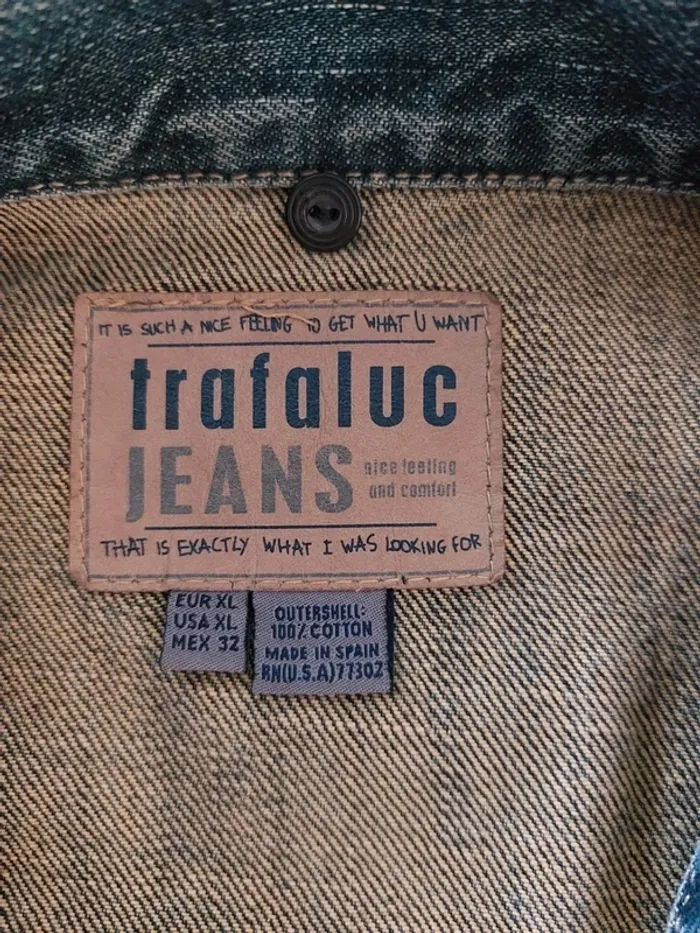 IT IS SUCH A NICE FEELING TO GET WHAT U WANT
trafaluc
JEANS
nice feeling
and comfort
THAT IS EXACTLY WHAT I WAS LOOKING FOR
EUR XL
USA XL
MEX 32
OUTERSHELL:
100% COTTON
MADE IN SPAIN
RN(U.S.A)77302